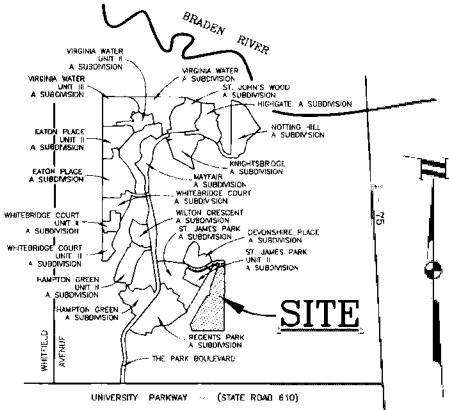 BRADEN RIVER
VIRGINIA WATER
UNIT II
A SUBDIVISION
VIRGINIA WATER
UNIT III
A SUBDIVISION
VIRGINIA WATER
A SUBDIVISION
ST. JOHN'S WOOD
A SUBDIVISION
HIGHGATE, A SUBDIVISION
EATON PLACE
UNIT II
A SUBDIVISION
NOTTING HILL
A SUBDIVISION
KNIGHTSBRIDGE
A SUBDIVISION
EATON PLACE
A SUBDIVISION
MAYFAIR
A SUBDIVISION
WHITEBRIDGE COURT
A SUBDIVISION
WHITEBRIDGE COURT
UNIT II
A SUBDIVISION
WILTON CRESCENT
A SUBDIVISION
ST. JAMES PARK
A SUBDIVISION
DEVONSHIRE PLACE
A SUBDIVISION
WHITEBRIDGE COURT
UNIT II
A SUBDIVISION
ST. JAMES PARK
UNIT II
A SUBDIVISION
HAMPTON GREEN
UNIT II
A SUBDIVISION
HAMPTON GREEN
A SUBDIVISION
SITE
REGENTS PARK
A SUBDIVISION
THE PARK BOULEVARD
WHITFIELD
AVENUE
I-75
UNIVERSITY PARKWAY - (STATE ROAD 610)